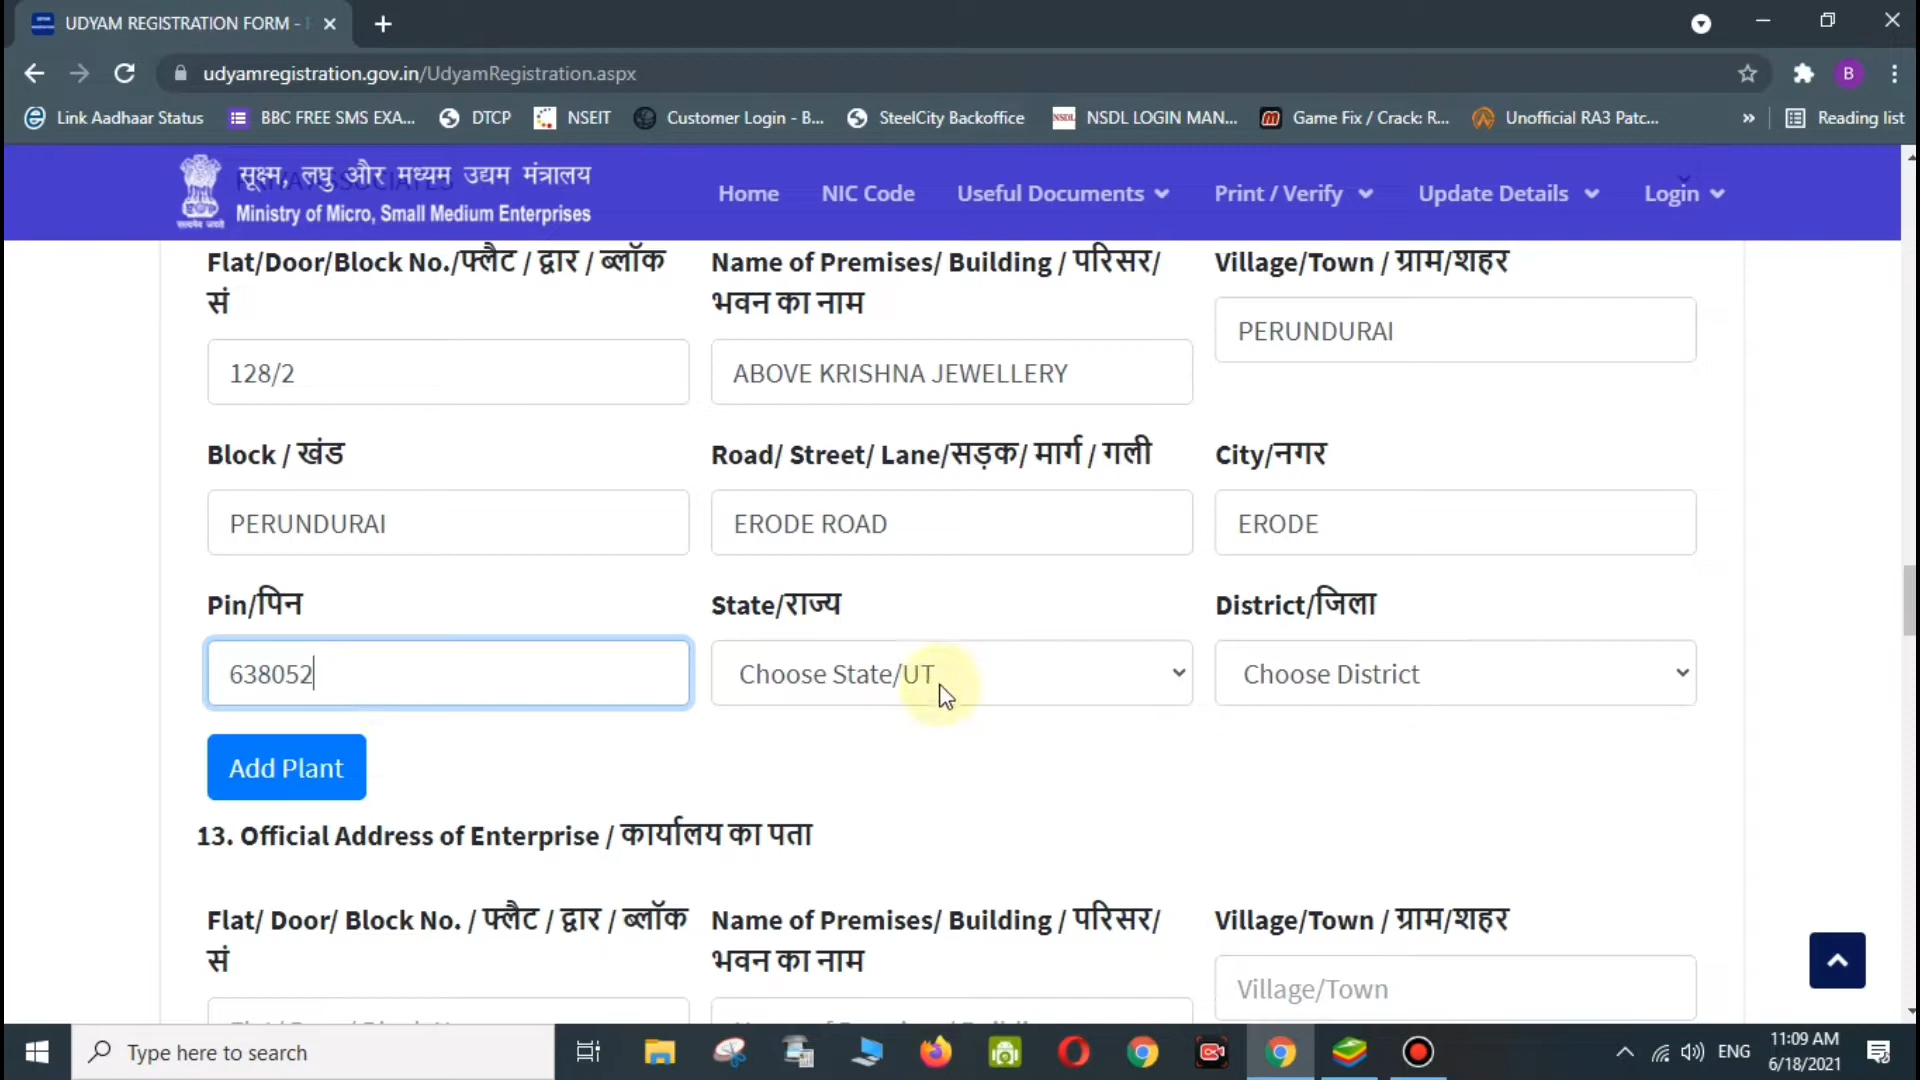 UDYAM REGISTRATION FORM -
udyamregistration.gov.in/UdyamRegistration.aspx
B
Link Aadhaar Status
BBC FREE SMS EXA...
DTCP
NSEIT
Customer Login - B...
SteelCity Backoffice
NSDL LOGIN MAN...
Game Fix / Crack: R...
Unofficial RA3 Patc...
»
Reading list
सूक्ष्म, लघु और मध्यम उद्यम मंत्रालय
Ministry of Micro, Small Medium Enterprises
Home
NIC Code
Useful Documents
Print / Verify
Update Details
Login
Flat/Door/Block No./फ्लैट / द्वार / ब्लॉक
सं
Name of Premises/ Building / परिसर/
भवन का नाम
Village/Town / ग्राम/शहर
128/2
ABOVE KRISHNA JEWELLERY
PERUNDURAI
Block / खंड
Road/ Street/ Lane/सड़क/ मार्ग / गली
City/नगर
PERUNDURAI
ERODE ROAD
ERODE
Pin/पिन
State/राज्य
District/जिला
638052
Choose State/UT
Choose District
Add Plant
13. Official Address of Enterprise / कार्यालय का पता
Flat/ Door/ Block No. / फ्लैट / द्वार / ब्लॉक
सं
Name of Premises/ Building / परिसर/
भवन का नाम
Village/Town / ग्राम/शहर
Village/Town
Type here to search
ENG
11:09 AM
6/18/2021